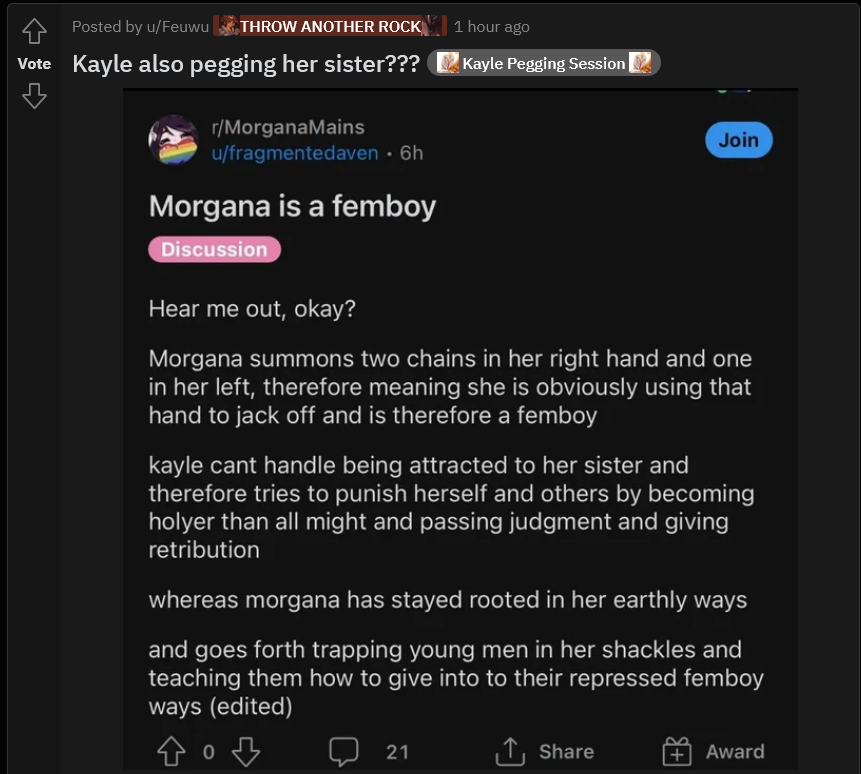 Posted by u/Feuwu THROW ANOTHER ROCK 1 hour ago
Vote
Kayle also pegging her sister??? Kayle Pegging Session
r/MorganaMains
u/fragmentedaven • 6h
Join
Morgana is a femboy
Discussion
Hear me out, okay?
Morgana summons two chains in her right hand and one
in her left, therefore meaning she is obviously using that
hand to jack off and is therefore a femboy
kayle cant handle being attracted to her sister and
therefore tries to punish herself and others by becoming
holyer than all might and passing judgment and giving
retribution
whereas morgana has stayed rooted in her earthly ways
and goes forth trapping young men in her shackles and
teaching them how to give into to their repressed femboy
ways (edited)
0 21 Share Award